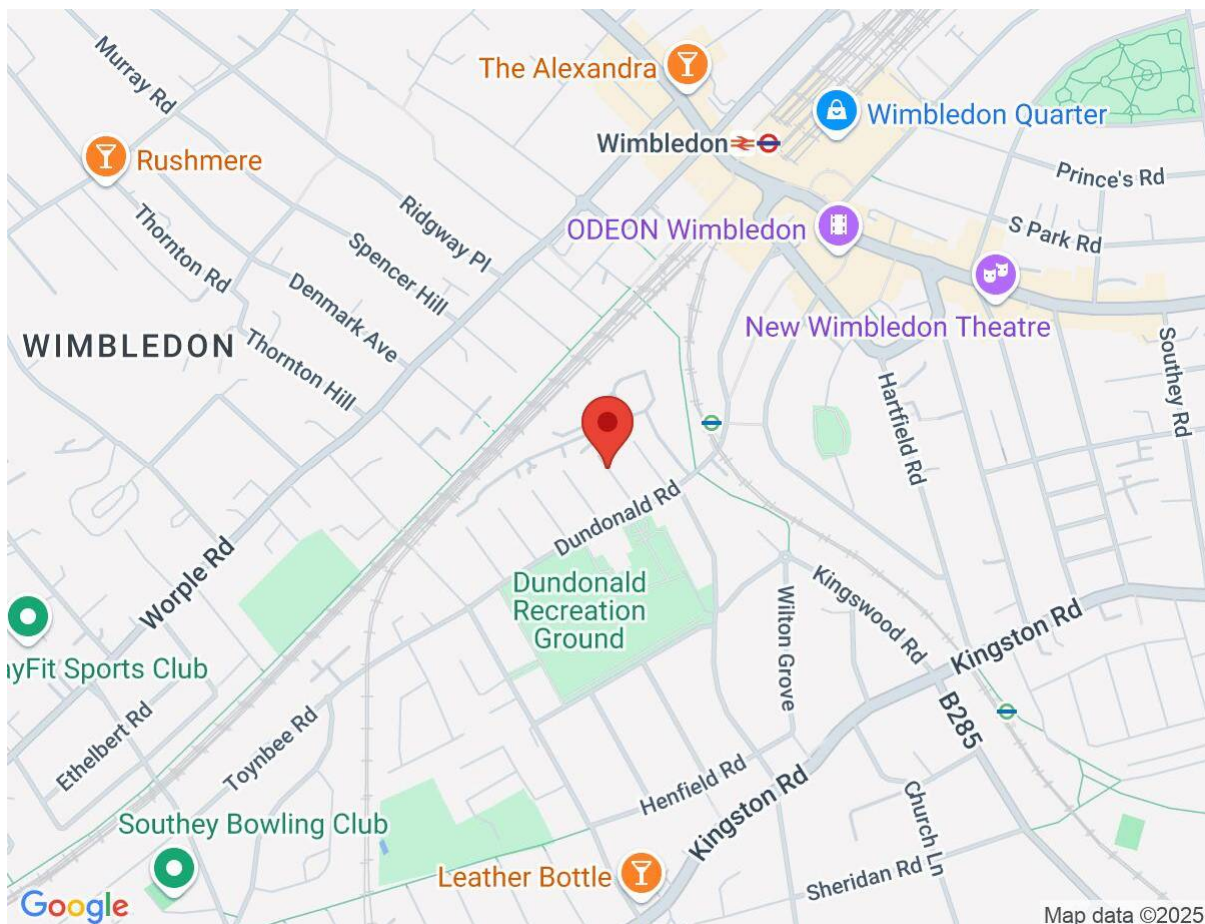 Murray Rd
The Alexandra
Wimbledon Quarter
Wimbledon
Rushmere
Prince's Rd
Ridgway Pl
Thornton Rd
Spencer Hill
ODEON Wimbledon
S Park Rd
Denmark Ave
New Wimbledon Theatre
WIMBLEDON
Thornton Hill
Southey Rd
Hartfield Rd
Dundonald Rd
Worple Rd
Dundonald
Recreation
Ground
Wilton Grove
Kingswood Rd
Kingston Rd
ayFit Sports Club
Ethelbert Rd
Toynbee Rd
B285
Henfield Rd
Kingston Rd
Church Ln
Southey Bowling Club
Leather Bottle
Sheridan Rd
Google
Map data ©2025